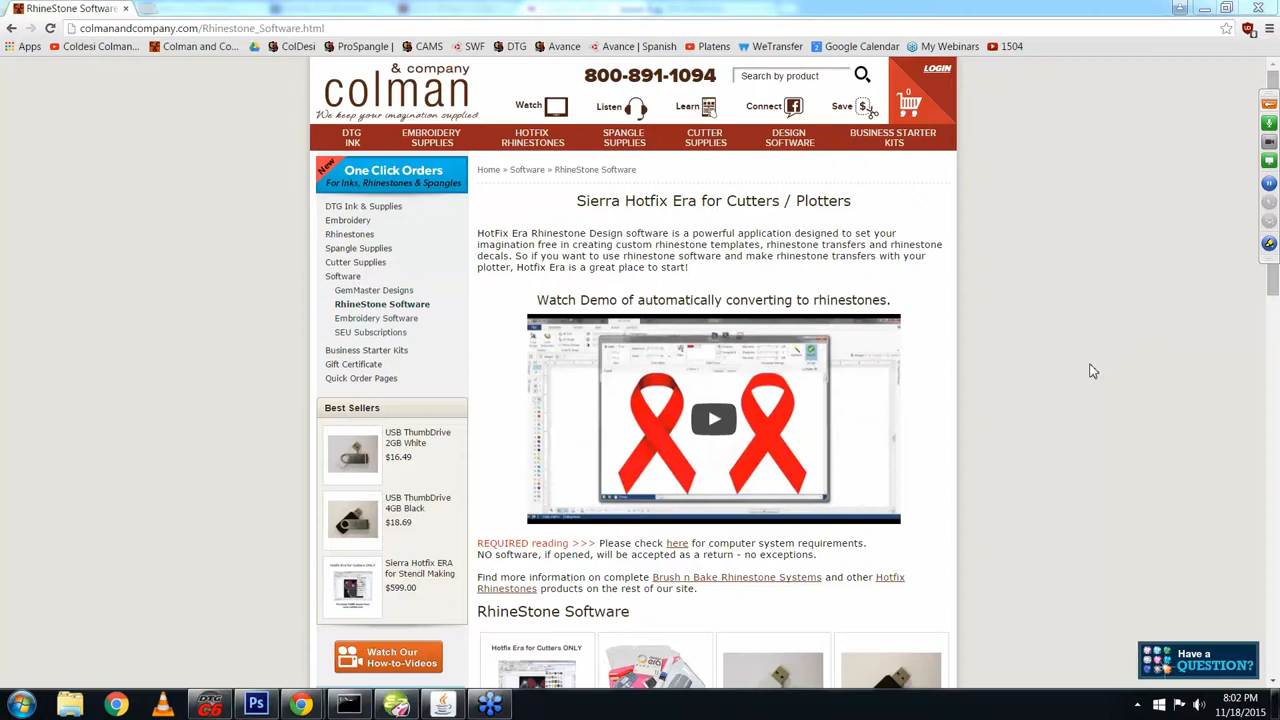 RhineStone Software
colmanandcompany.com/Rhinestone_Software.html
Apps Coldesi Colman... Colman and Co... ColDesi ProSpangle | CAMS SWF DTG Avance Avance | Spanish Platens WeTransfer Google Calendar My Webinars 1504
& company
colman
We keep your imagination supplied
800-891-1094
Search by product
LOGIN
0
Watch Listen Learn Connect Save
DTG INK
EMBROIDERY SUPPLIES
HOTFIX RHINESTONES
SPANGLE SUPPLIES
CUTTER SUPPLIES
DESIGN SOFTWARE
BUSINESS STARTER KITS
New
One Click Orders
For Inks, Rhinestones & Spangles
DTG Ink & Supplies
Embroidery
Rhinestones
Spangle Supplies
Cutter Supplies
Software
GemMaster Designs
RhineStone Software
Embroidery Software
SEU Subscriptions
Business Starter Kits
Gift Certificate
Quick Order Pages
Best Sellers
USB ThumbDrive
2GB White
$16.49
USB ThumbDrive
4GB Black
$18.69
Sierra Hotfix ERA
for Stencil Making
$599.00
Watch Our
How-to-Videos
Home » Software » RhineStone Software
Sierra Hotfix Era for Cutters / Plotters
HotFix Era Rhinestone Design software is a powerful application designed to set your
imagination free in creating custom rhinestone templates, rhinestone transfers and rhinestone
decals. So if you want to use rhinestone software and make rhinestone transfers with your
plotter, Hotfix Era is a great place to start!
Watch Demo of automatically converting to rhinestones.
REQUIRED reading >>> Please check here for computer system requirements.
NO software, if opened, will be accepted as a return - no exceptions.
Find more information on complete Brush n Bake Rhinestone Systems and other Hotfix
Rhinestones products on the rest of our site.
RhineStone Software
Hotfix Era for Cutters ONLY
Have a
QUESTION?
8:02 PM
11/18/2015